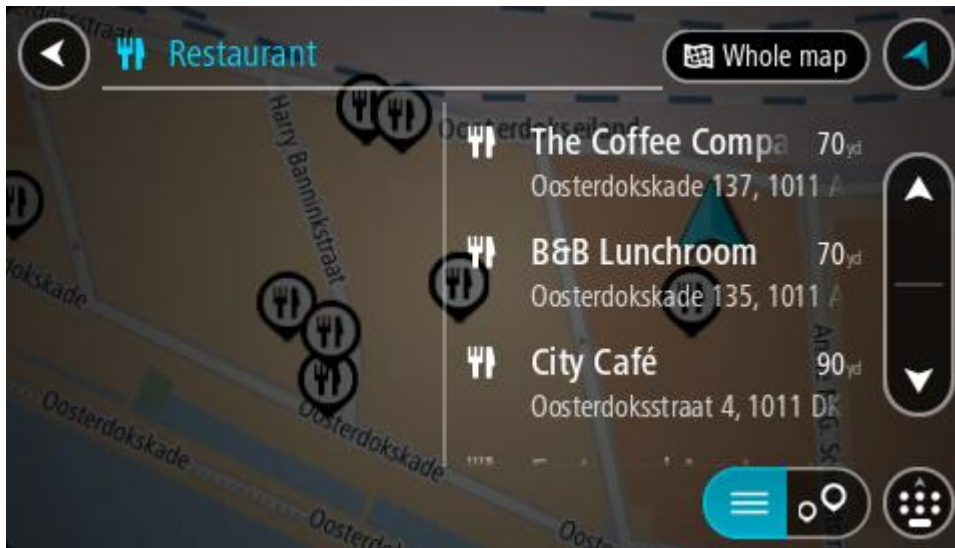 Restaurant
Whole map
Harry Banninkstraat
Oosterdokseiland
The Coffee Compa 70yd
Oosterdokskade 137, 1011 A
B&B Lunchroom 70yd
Oosterdokskade 135, 1011 A
City Café 90yd
Oosterdoksstraat 4, 1011 DK
Oosterdokskade
Oosterdokskade